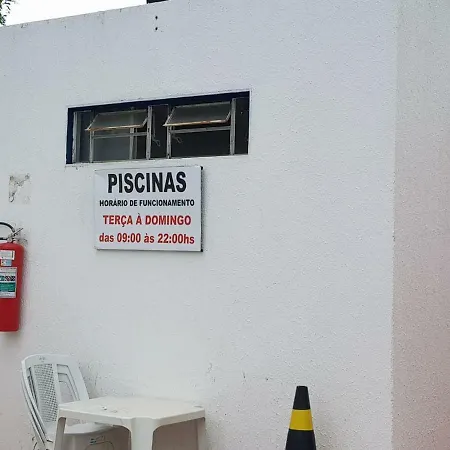 PISCINAS
HORÁRIO DE FUNCIONAMENTO
TERÇA À DOMINGO
das 09:00 às 22:00hs